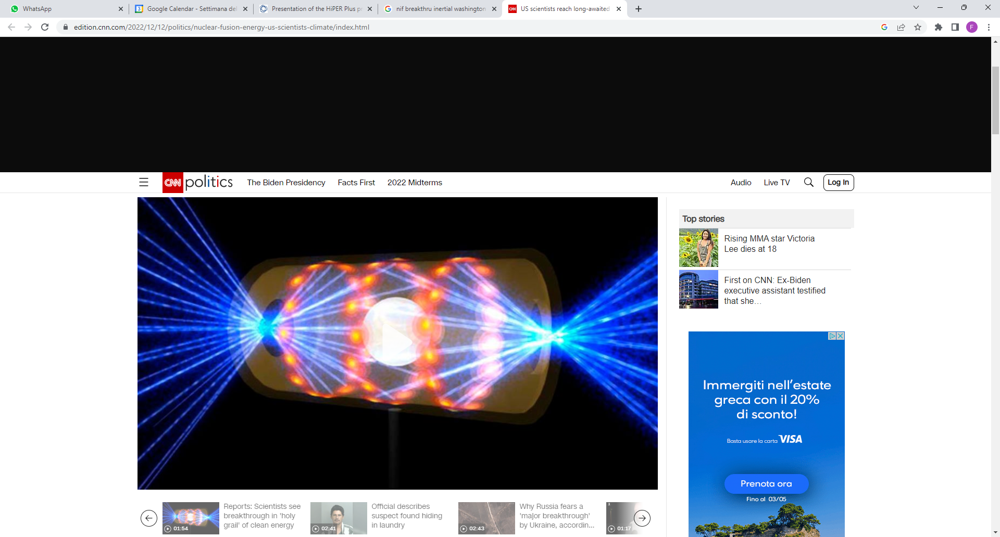 WhatsApp
Google Calendar - Settimana del
Presentation of the HiPER Plus p
nif breakthru inertial washington
US scientists reach long-awaited
edition.cnn.com/2022/12/12/politics/nuclear-fusion-energy-us-scientists-climate/index.html
F
CNN politics
The Biden Presidency
Facts First
2022 Midterms
Audio
Live TV
Log In
Top stories
Rising MMA star Victoria
Lee dies at 18
First on CNN: Ex-Biden
executive assistant testified
that she…
Immergiti nell'estate
greca con il 20%
di sconto!
Basta usare la carta VISA
Prenota ora
Fino al 03/05
Reports: Scientists see
breakthrough in 'holy
grail' of clean energy
01:54
Official describes
suspect found hiding
in laundry
02:41
Why Russia fears a
'major breakthrough'
by Ukraine, accordin...
02:43
01:17